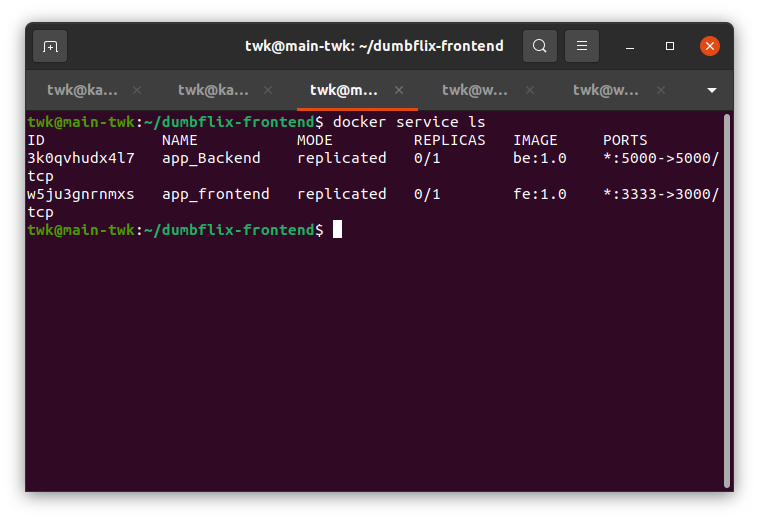 twk@main-twk: ~/dumbflix-frontend
twk@ka... twk@ka... twk@m... twk@w... twk@w...
twk@main-twk:~/dumbflix-frontend$ docker service ls
ID NAME MODE REPLICAS IMAGE PORTS
3k0qvhudx4l7 app_Backend replicated 0/1 be:1.0 *:5000->5000/
tcp
w5ju3gnrnmxs app_frontend replicated 0/1 fe:1.0 *:3333->3000/
tcp
twk@main-twk:~/dumbflix-frontend$